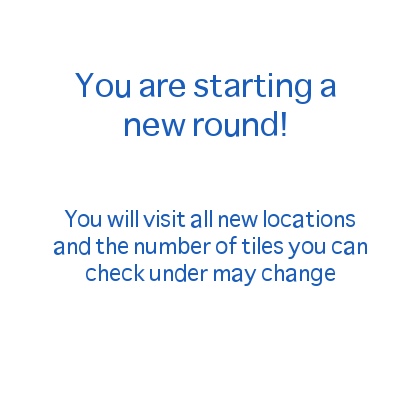 You are starting a
new round!
You will visit all new locations
and the number of tiles you can
check under may change